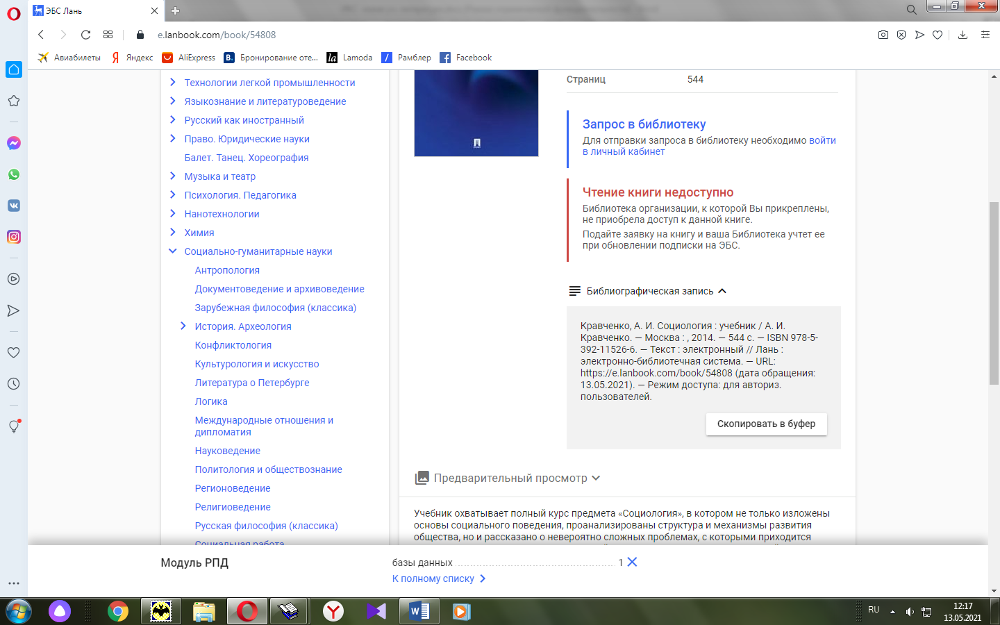 ЭБС Лань
e.lanbook.com/book/54808
Авиабилеты
Яндекс
AliExpress
Бронирование оте...
Lamoda
Рамблер
Facebook
Технологии легкой промышленности
Языкознание и литературоведение
Русский как иностранный
Право. Юридические науки
Балет. Танец. Хореография
Музыка и театр
Психология. Педагогика
Нанотехнологии
Химия
Социально-гуманитарные науки
Антропология
Документоведение и архивоведение
Зарубежная философия (классика)
История. Археология
Конфликтология
Культурология и искусство
Литература о Петербурге
Логика
Международные отношения и
дипломатия
Науковедение
Политология и обществознание
Регионоведение
Религиоведение
Русская философия (классика)
Социальная работа
Страниц 544
Запрос в библиотеку
Для отправки запроса в библиотеку необходимо войти
в личный кабинет
Чтение книги недоступно
Библиотека организации, к которой Вы прикреплены,
не приобрела доступ к данной книге.
Подайте заявку на книгу и ваша Библиотека учтет ее
при обновлении подписки на ЭБС.
Библиографическая запись
Кравченко, А. И. Социология : учебник / А. И.
Кравченко. — Москва : , 2014. — 544 с. — ISBN 978-5-
392-11526-6. — Текст : электронный // Лань :
электронно-библиотечная система. — URL:
https://e.lanbook.com/book/54808 (дата обращения:
13.05.2021). — Режим доступа: для авториз.
пользователей.
Скопировать в буфер
Предварительный просмотр
Учебник охватывает полный курс предмета «Социология», в котором не только изложены
основы социального поведения, проанализированы структура и механизмы развития
общества, но и рассказано о невероятно сложных проблемах, с которыми приходится
Модуль РПД
базы данных 1
К полному списку
RU
12:17
13.05.2021